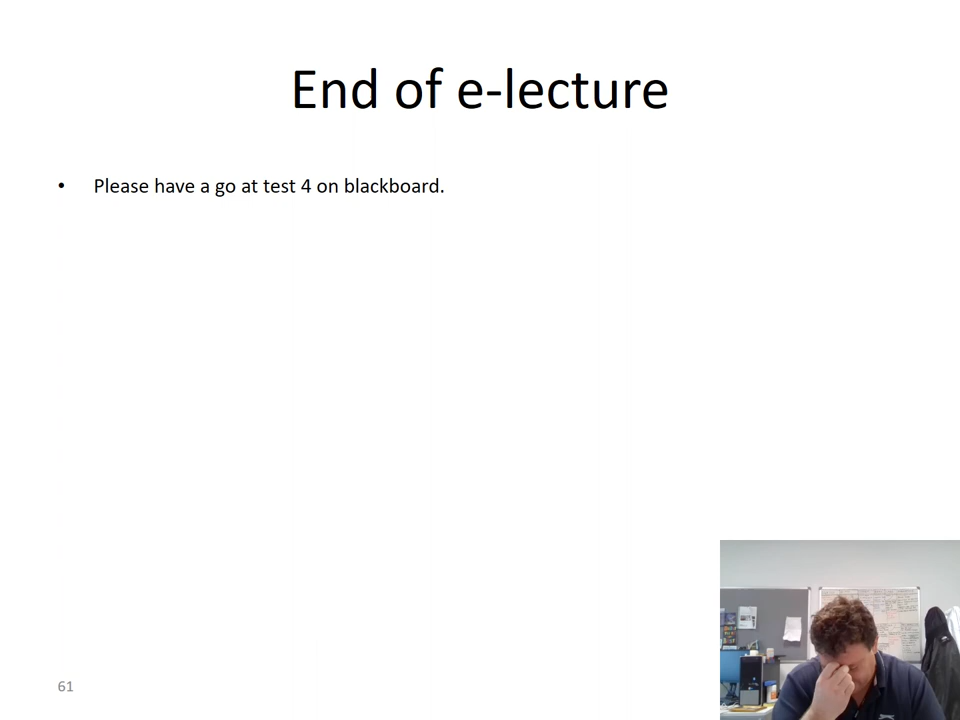 End of e-lecture
• Please have a go at test 4 on blackboard.
61